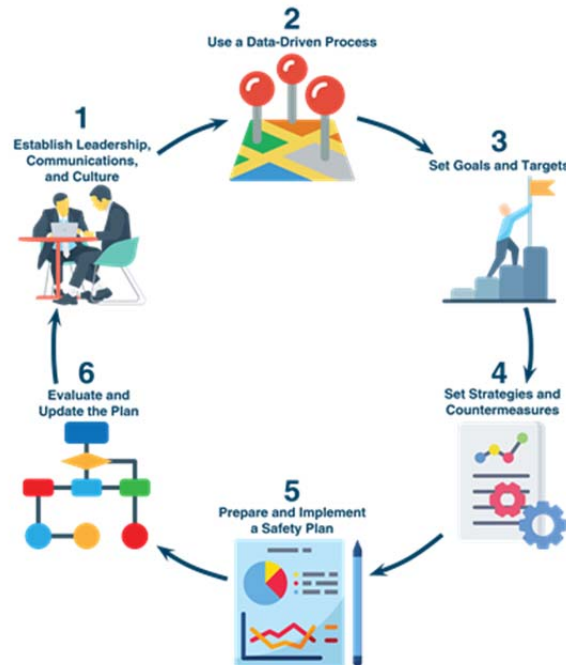 1
Establish Leadership,
Communications,
and Culture
2
Use a Data-Driven Process
3
Set Goals and Targets
4
Set Strategies and
Countermeasures
5
Prepare and Implement
a Safety Plan
6
Evaluate and
Update the Plan